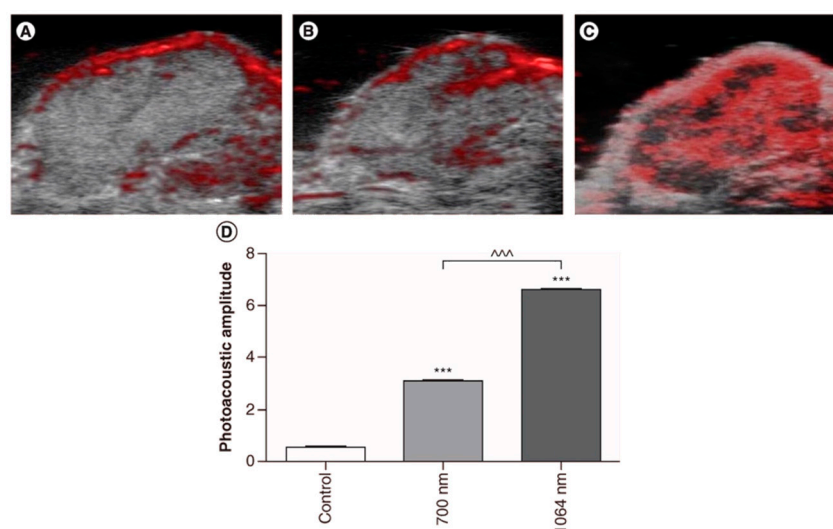 A
B
C
D
8
6
4
2
0
Photoacoustic amplitude
^^^
***
***
Control
700 nm
1064 nm